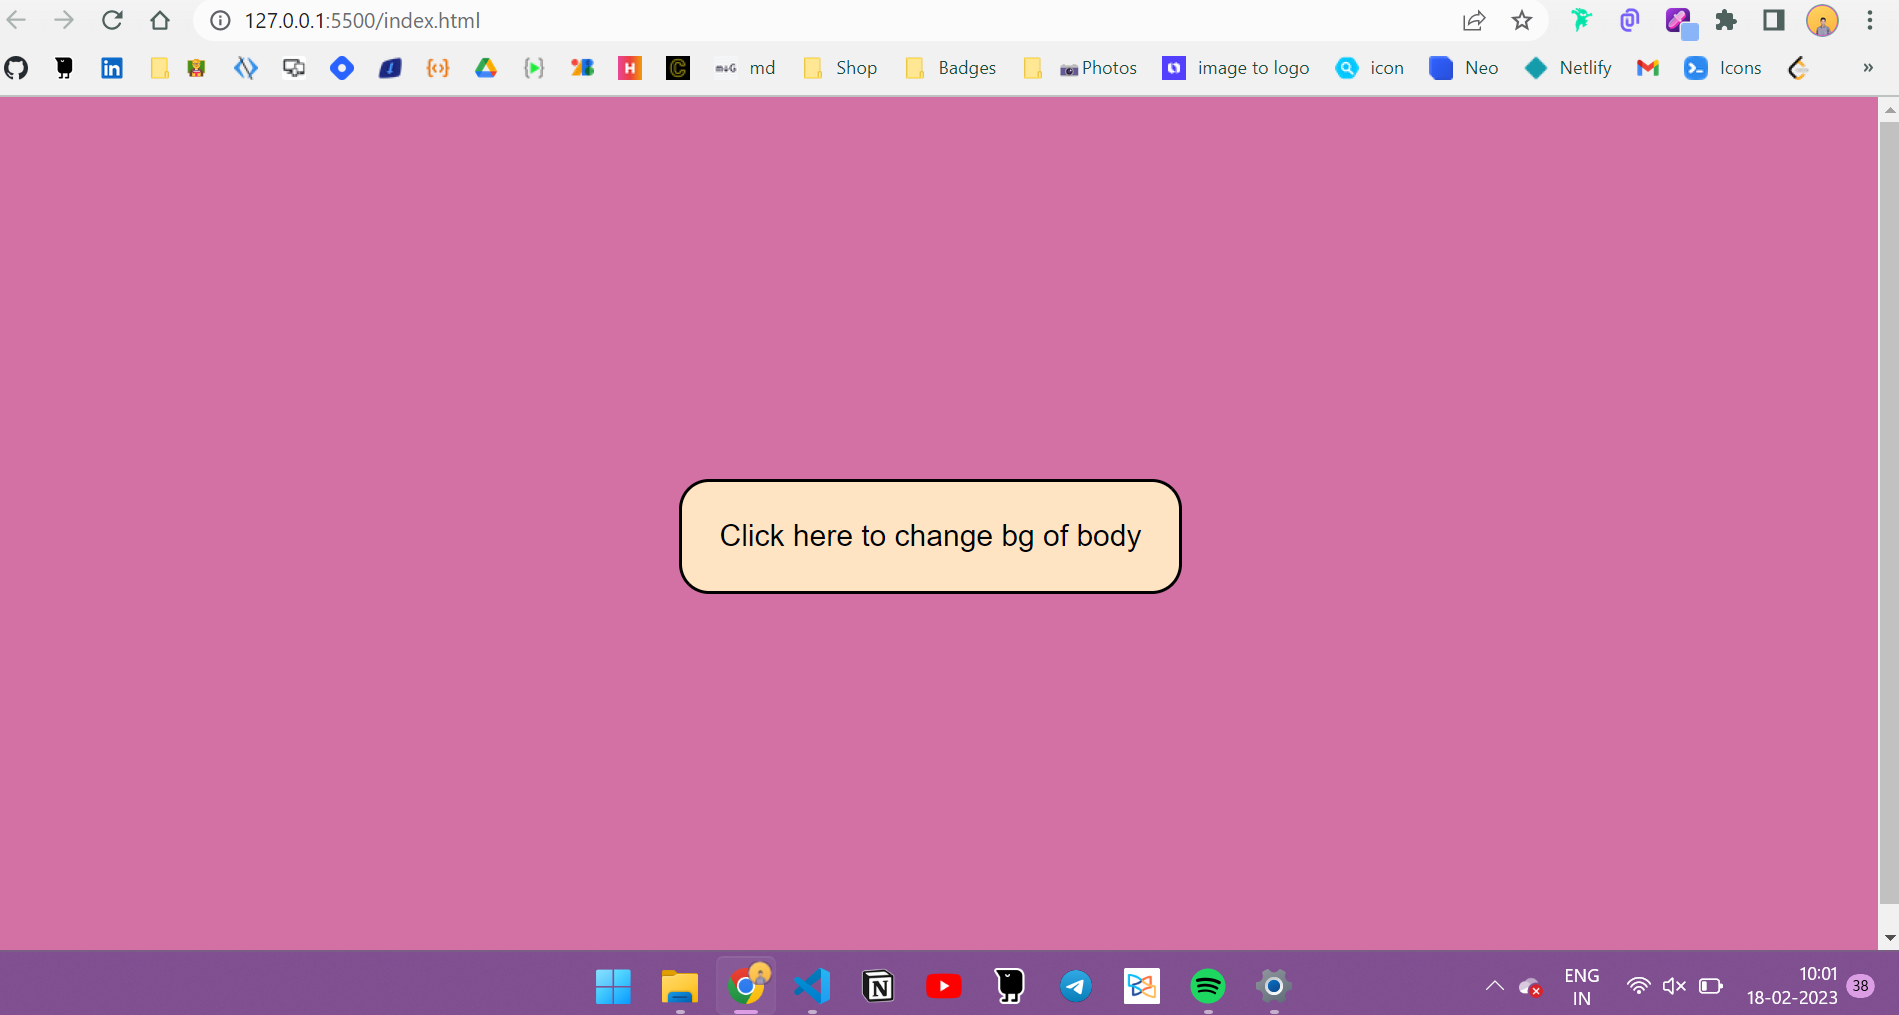 127.0.0.1:5500/index.html
md Shop Badges Photos image to logo icon Neo Netlify Icons »
Click here to change bg of body
ENG
IN
10:01
18-02-2023
38